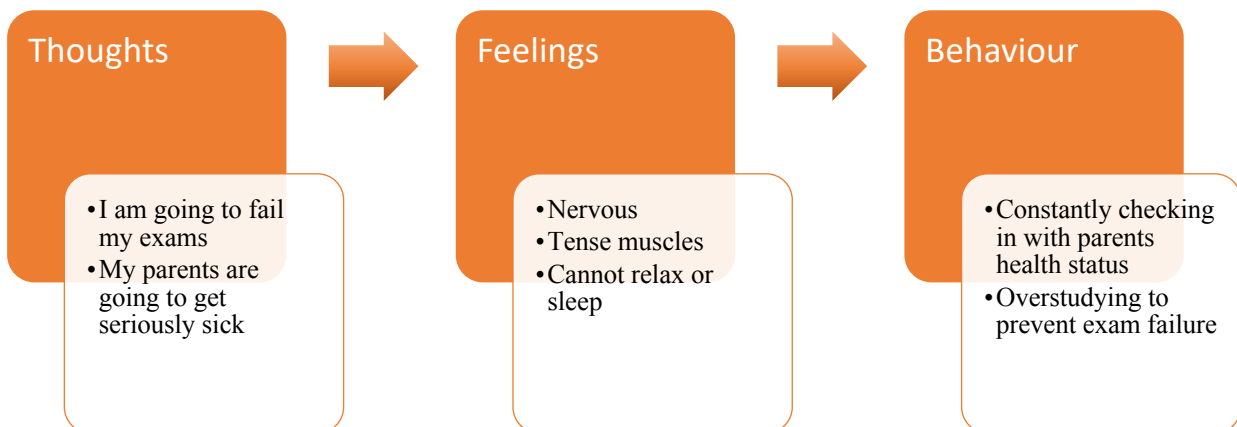 Thoughts
•I am going to fail
my exams
•My parents are
going to get
seriously sick
Feelings
•Nervous
•Tense muscles
•Cannot relax or
sleep
Behaviour
•Constantly checking
in with parents
health status
•Overstudying to
prevent exam failure